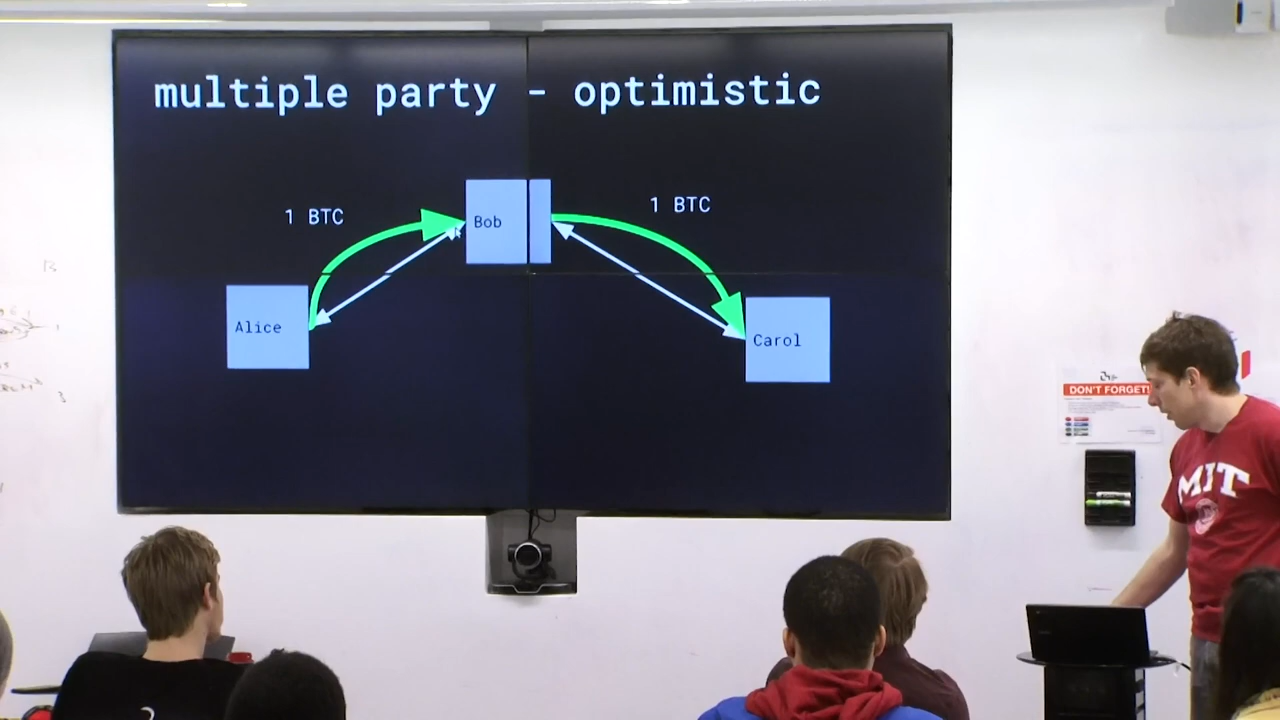 multiple party - optimistic
1 BTC
1 BTC
Bob
Alice
Carol
DON'T FORGET!
MIT